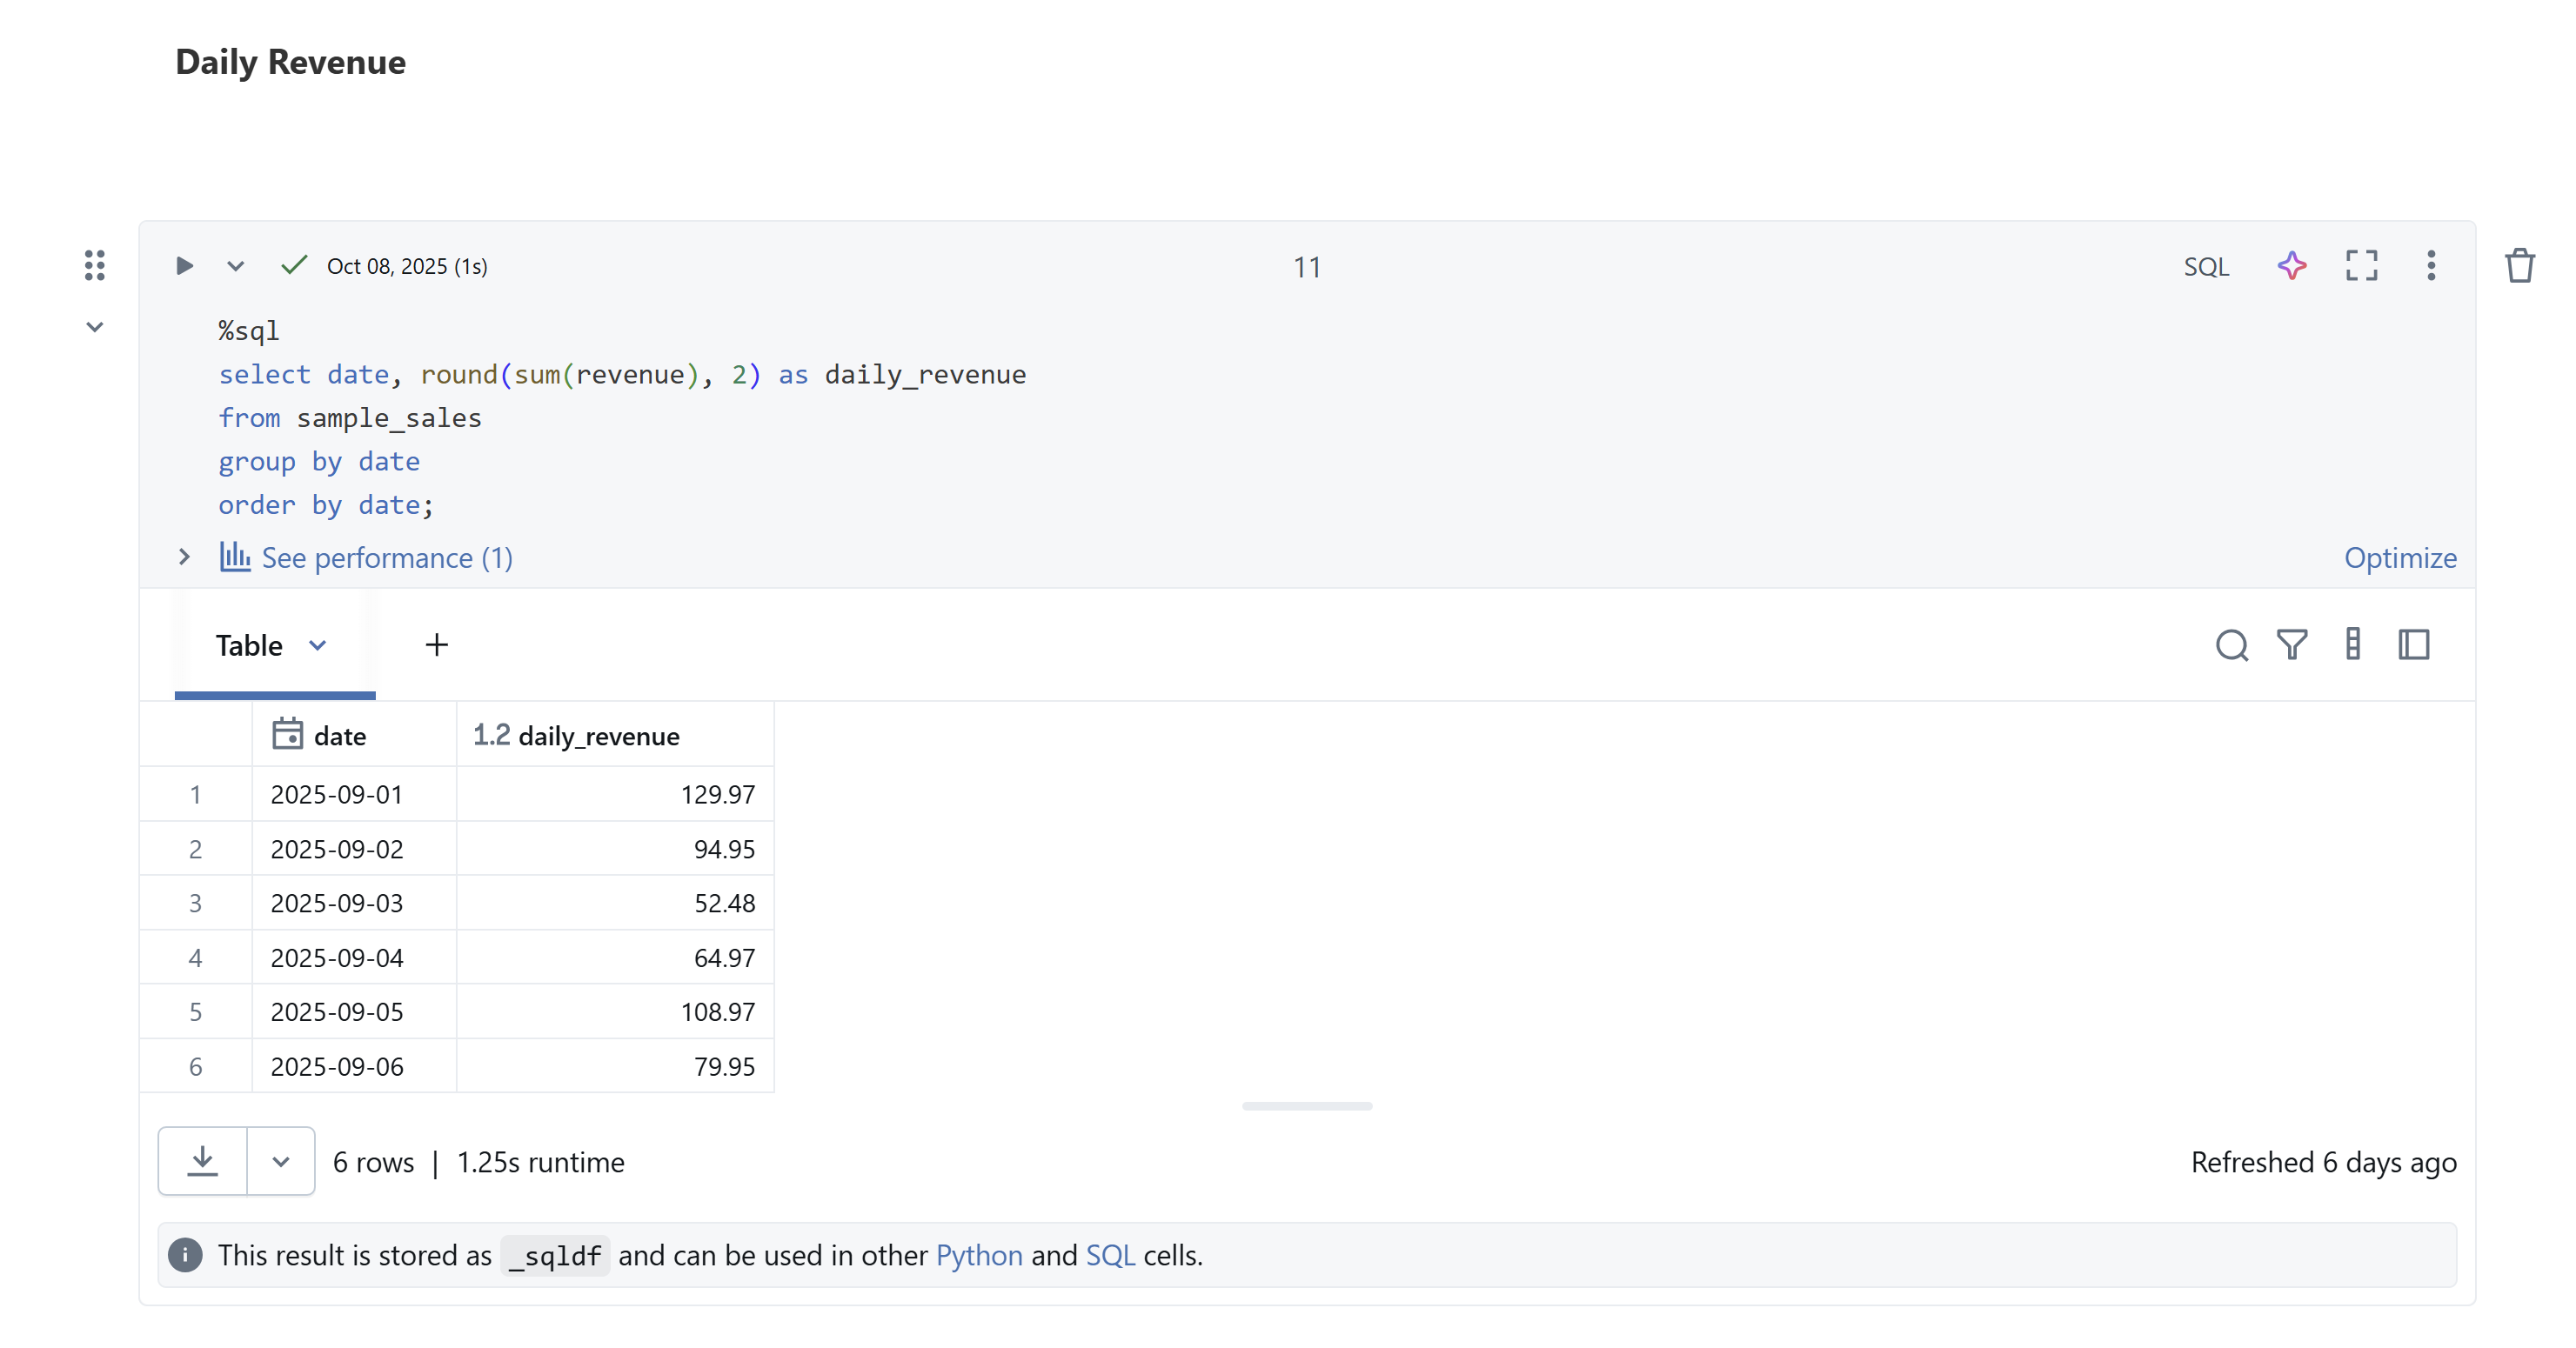 Daily Revenue
Oct 08, 2025 (1s)
11
SQL
%sql
select date, round(sum(revenue), 2) as daily_revenue
from sample_sales
group by date
order by date;
See performance (1)
Optimize
Table
+
date
1.2 daily_revenue
1 2025-09-01 129.97
2 2025-09-02 94.95
3 2025-09-03 52.48
4 2025-09-04 64.97
5 2025-09-05 108.97
6 2025-09-06 79.95
6 rows | 1.25s runtime
Refreshed 6 days ago
This result is stored as _sqldf and can be used in other Python and SQL cells.